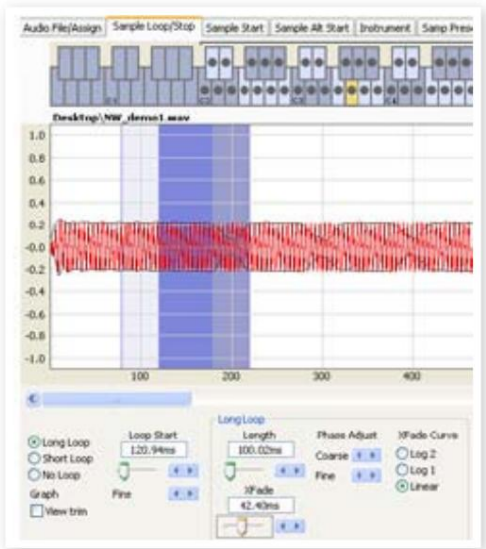 Audio File/Assign Sample Loop/Stop Sample Start Sample Alt Start Instrument Samp Pres
C1 C2 C3 C4
Desktop\NW_demo1.wav
1.0
0.8
0.6
0.4
0.2
-0.0
-0.2
-0.4
-0.6
-0.8
-1.0
100 200 300 400
Long Loop
Long Loop
Short Loop
No Loop
Graph
View trim
Loop Start
120.94ms
Fine
Length
100.02ms
XFade
42.40ms
Phase Adjust
Coarse
Fine
XFade Curve
Log 2
Log 1
Linear